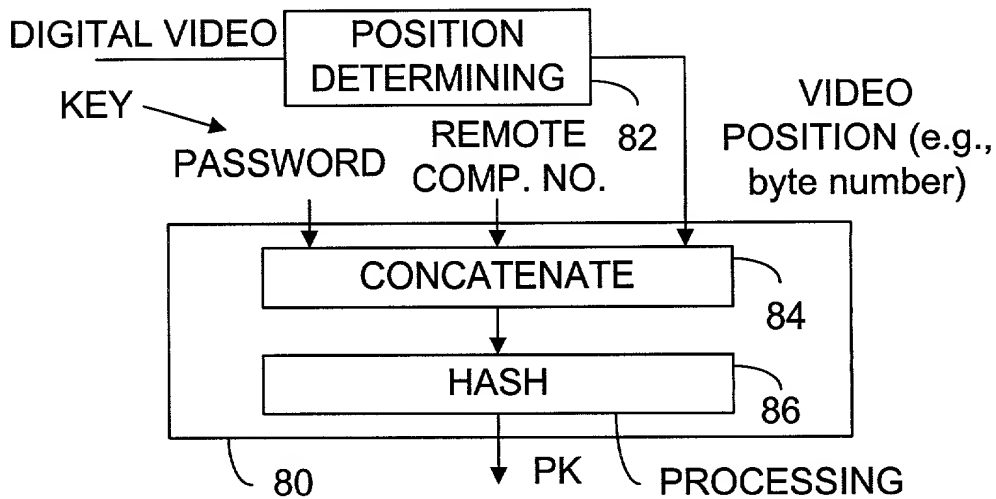 DIGITAL VIDEO
POSITION
DETERMINING
82
KEY
PASSWORD
REMOTE
COMP. NO.
VIDEO
POSITION (e.g.,
byte number)
CONCATENATE
84
HASH
86
80
PK
PROCESSING